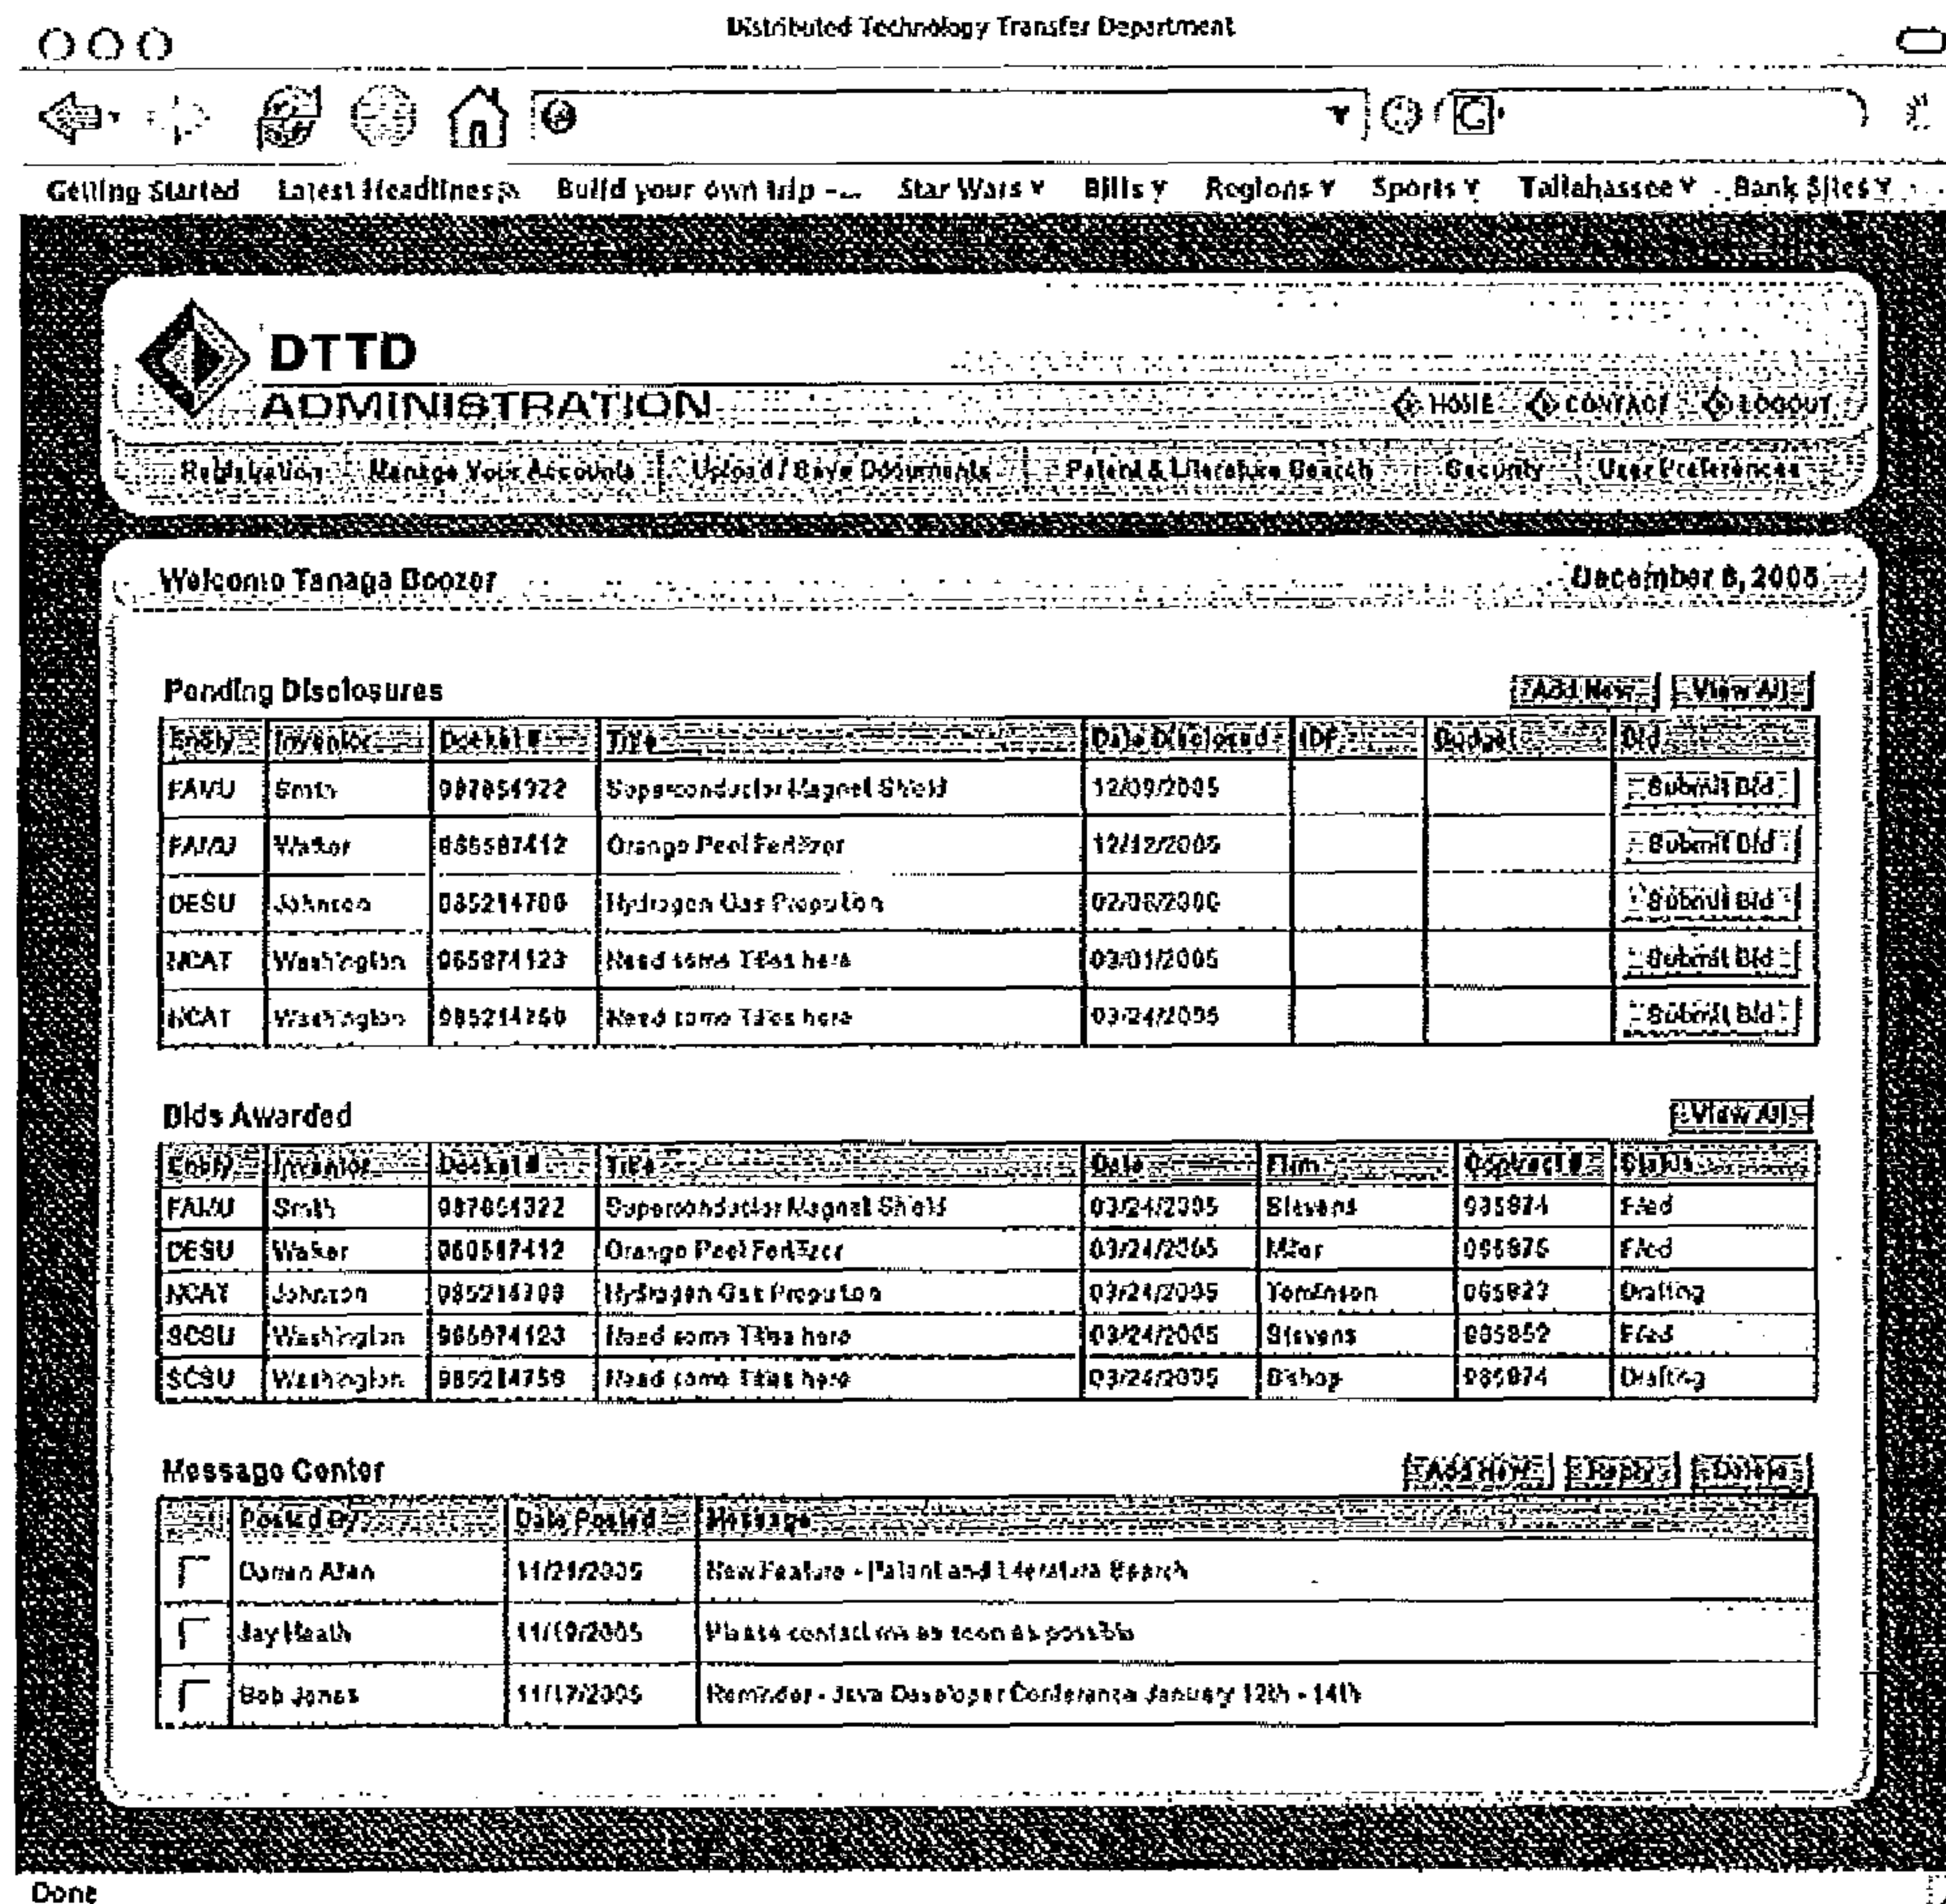 Distributed Technology Transfer Department
Getting Started Latest Headlines Build your own trip -... Star Wars Bills Regions Sports Tallahassee Bank Sites
DTTD
ADMINISTRATION
HOME CONTACT LOGOUT
Registration Manage Your Accounts Upload / Save Documents Patent & Literature Search Security User Preferences
Welcome Tanaga Boozer December 8, 2005
Pending Disclosures Add New View All
Entity Inventor Docket # Title Date Disclosed IDF Budget Bid
FAMU Smith Superconductor Magnet Shield 12/09/2005 Submit Bid
FAMU Walker Orange Peel Fertilizer 12/12/2005 Submit Bid
DESU Johnson Hydrogen Gas Propulsion Submit Bid
NCAT Washington Need some Titles here 03/01/2005 Submit Bid
NCAT Washington Need some Titles here 03/24/2005 Submit Bid
Bids Awarded View All
Entity Inventor Docket # Title Date Firm Contract # Status
FAMU Smith Superconductor Magnet Shield 03/24/2005 Stevens Filed
DESU Walker Orange Peel Fertilizer 03/24/2005 Filed
NCAT Johnson Hydrogen Gas Propulsion 03/24/2005 Tomlinson Drafting
SCSU Washington Need some Titles here 03/24/2005 Stevens Filed
SCSU Washington Need some Titles here 03/24/2005 Bishop Drafting
Message Center Add New Reply Delete
Posted By Date Posted Message
Darren Allen 11/21/2005 New Feature - Patent and Literature Search
Jay Heath Please contact me as soon as possible
Bob Jones 11/17/2005 Reminder - Java Developer Conference January 12th - 14th
Done